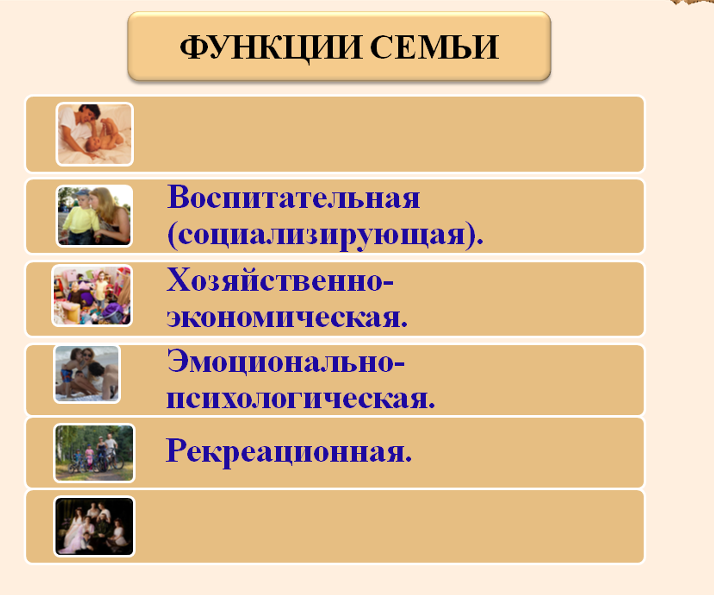 ФУНКЦИИ СЕМЬИ
Воспитательная
(социализирующая).
Хозяйственно-
экономическая.
Эмоционально-
психологическая.
Рекреационная.